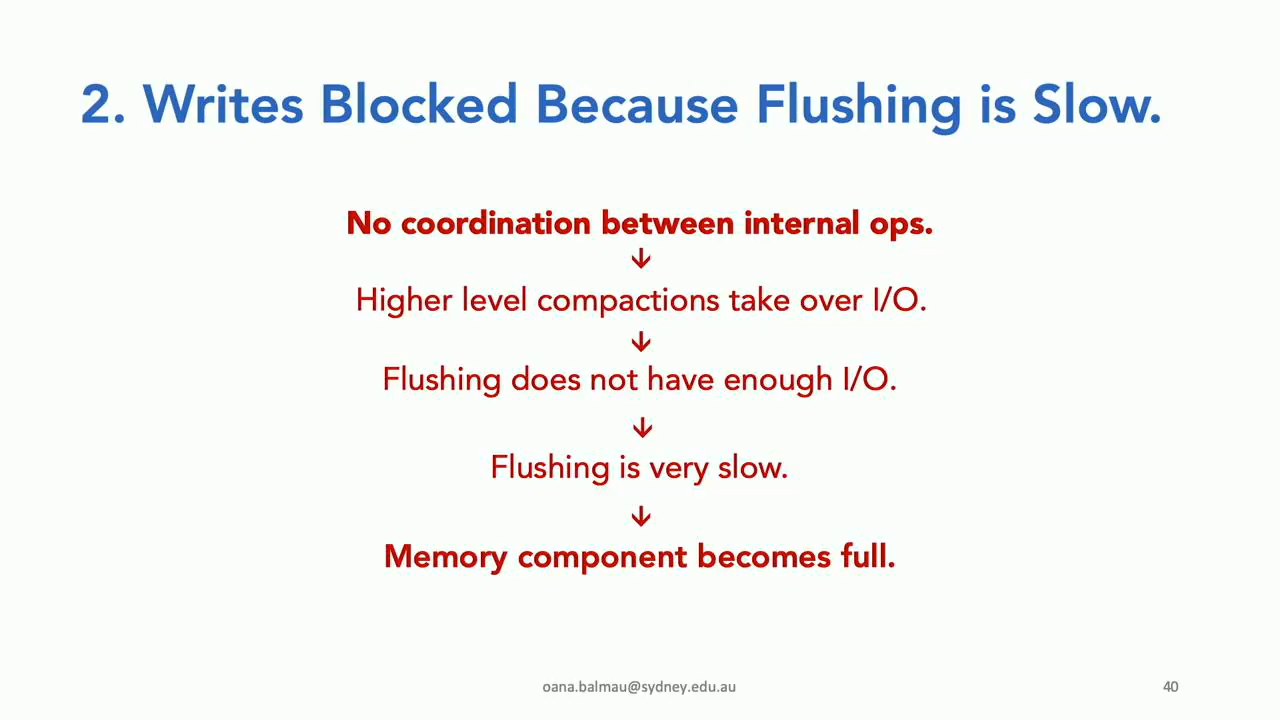 2. Writes Blocked Because Flushing is Slow.
No coordination between internal ops.
↓
Higher level compactions take over I/O.
↓
Flushing does not have enough I/O.
↓
Flushing is very slow.
↓
Memory component becomes full.
oana.balmau@sydney.edu.au
40